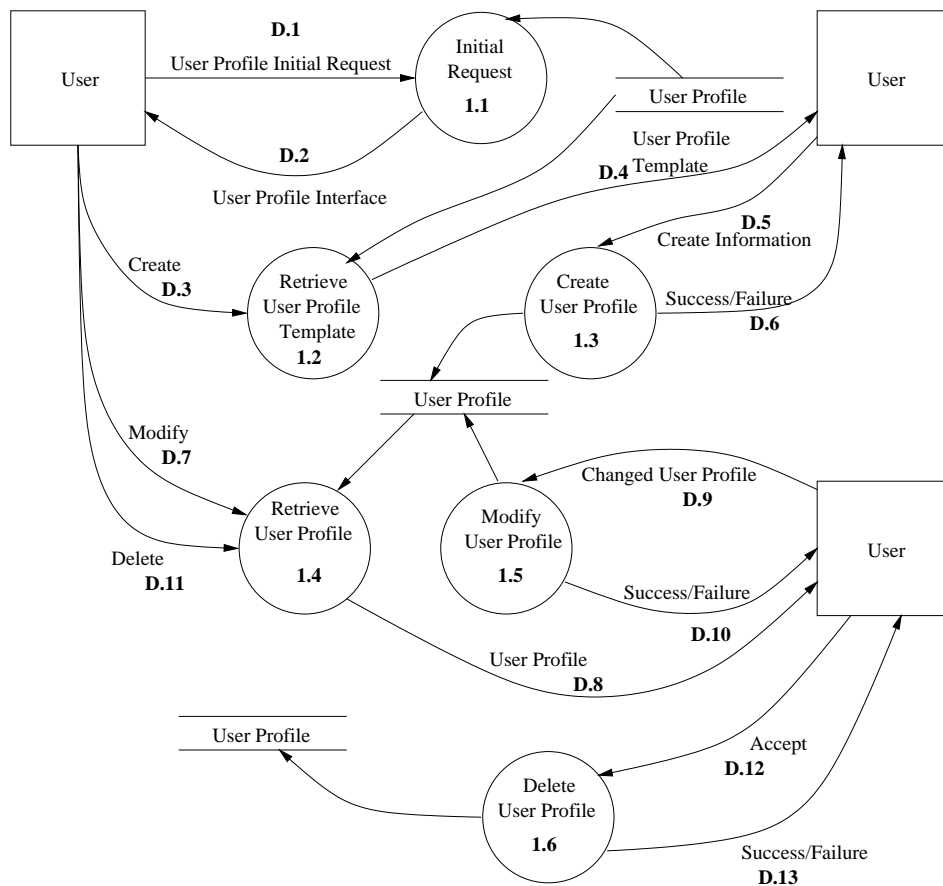 D.1
User
User Profile Initial Request
Initial
Request
1.1
User Profile
User
D.2
User Profile Interface
User Profile
Template
D.4
D.5
Create Information
Create
D.3
Retrieve
User Profile
Template
1.2
Create
User Profile
1.3
Success/Failure
D.6
User Profile
Modify
D.7
Delete
D.11
Retrieve
User Profile
1.4
Modify
User Profile
1.5
Changed User Profile
D.9
User
Success/Failure
D.10
User Profile
D.8
User Profile
Accept
D.12
Delete
User Profile
1.6
Success/Failure
D.13